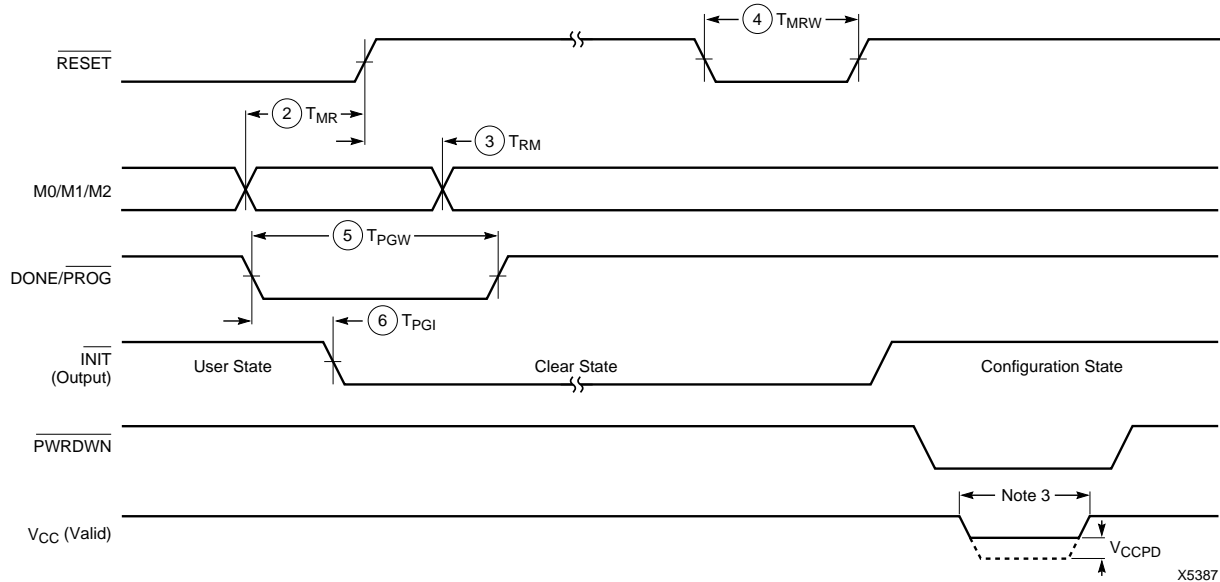 4 TMRW
RESET
2 TMR
3 TRM
M0/M1/M2
5 TPGW
DONE/PROG
6 TPGI
INIT
(Output)
User State
Clear State
Configuration State
PWRDWN
Note 3
VCC (Valid)
VCCPD
X5387